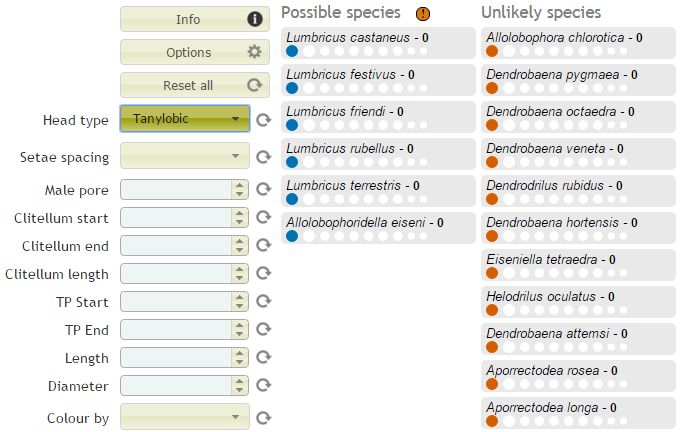 Info
Options
Reset all
Head type
Tanylobic
Setae spacing
Male pore
Clitellum start
Clitellum end
Clitellum length
TP Start
TP End
Length
Diameter
Colour by
Possible species
Lumbricus castaneus - 0
Lumbricus festivus - 0
Lumbricus friendi - 0
Lumbricus rubellus - 0
Lumbricus terrestris - 0
Allolobophoridella eiseni - 0
Unlikely species
Allolobophora chlorotica - 0
Dendrobaena pygmaea - 0
Dendrobaena octaedra - 0
Dendrobaena veneta - 0
Dendrodrilus rubidus - 0
Dendrobaena hortensis - 0
Eiseniella tetraedra - 0
Helodrilus oculatus - 0
Dendrobaena attemsi - 0
Aporrectodea rosea - 0
Aporrectodea longa - 0